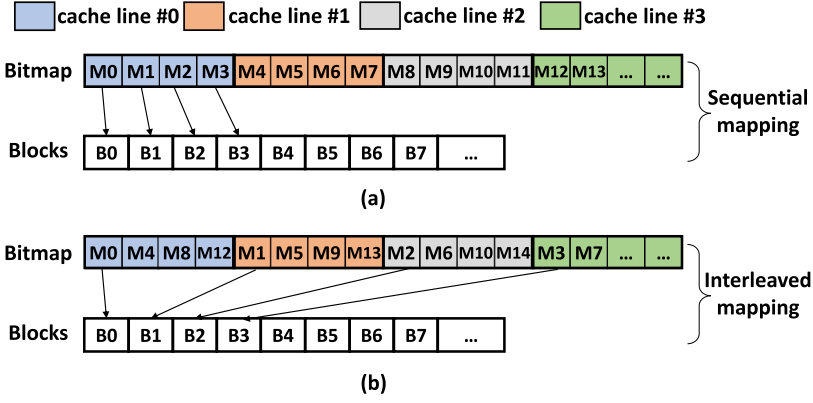 cache line #0 cache line #1 cache line #2 cache line #3
Bitmap M0 M1 M2 M3 M4 M5 M6 M7 M8 M9 M10 M11 M12 M13 ... ...
Sequential
mapping
Blocks B0 B1 B2 B3 B4 B5 B6 B7 ...
(a)
Bitmap M0 M4 M8 M12 M1 M5 M9 M13 M2 M6 M10 M14 M3 M7 ... ...
Interleaved
mapping
Blocks B0 B1 B2 B3 B4 B5 B6 B7 ...
(b)